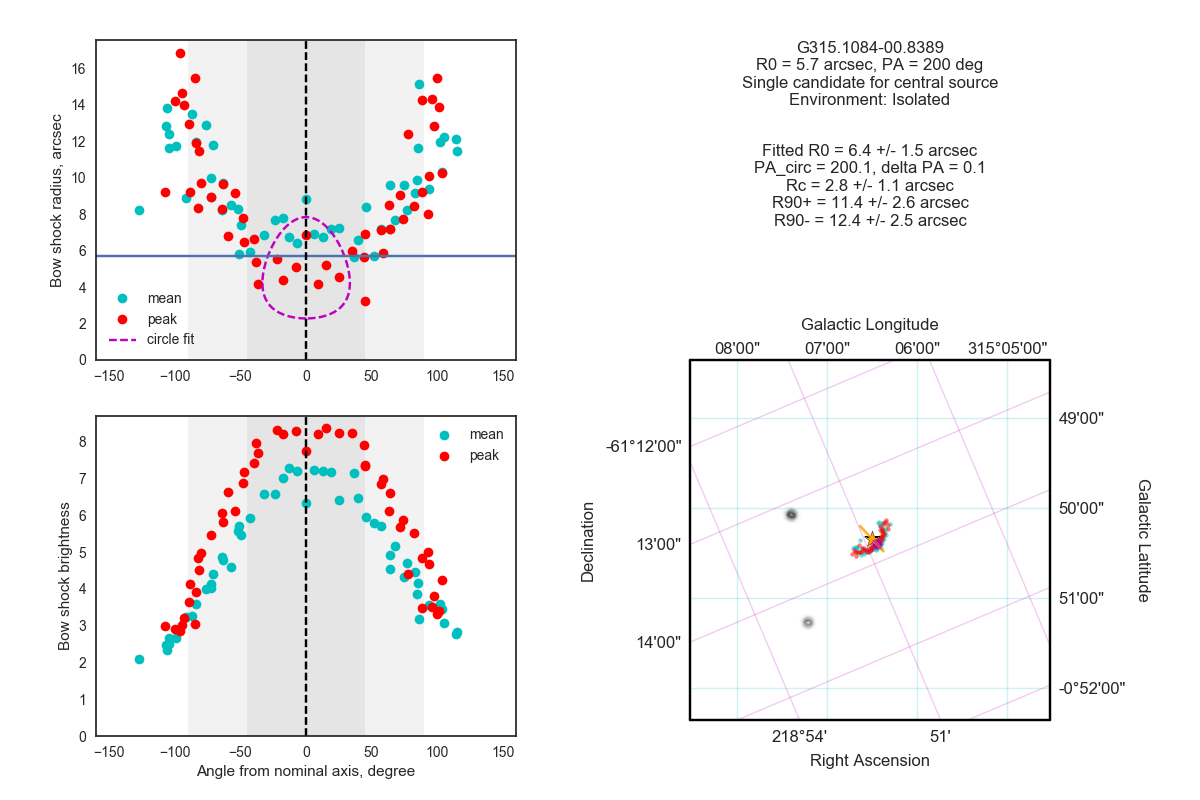 16
14
12
10
8
6
4
2
0
Bow shock radius, arcsec
mean
peak
circle fit
−150
−100
−50
0
50
100
150
8
7
6
5
4
3
2
1
0
Bow shock brightness
mean
peak
−150
−100
−50
0
50
100
150
Angle from nominal axis, degree
G315.1084-00.8389
R0 = 5.7 arcsec, PA = 200 deg
Single candidate for central source
Environment: Isolated
Fitted R0 = 6.4 +/- 1.5 arcsec
PA_circ = 200.1, delta PA = 0.1
Rc = 2.8 +/- 1.1 arcsec
R90+ = 11.4 +/- 2.6 arcsec
R90- = 12.4 +/- 2.5 arcsec
Galactic Longitude
08'00"
07'00"
06'00"
315°05'00"
-61°12'00"
13'00"
14'00"
Declination
49'00"
50'00"
51'00"
-0°52'00"
Galactic Latitude
218°54'
51'
Right Ascension